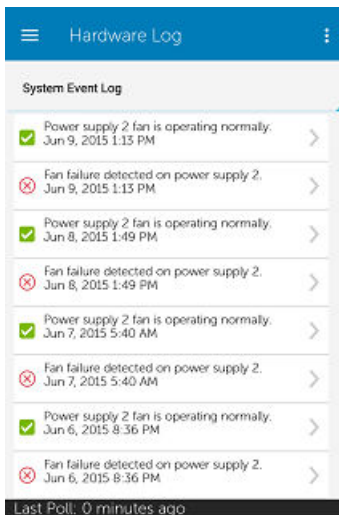 Hardware Log
System Event Log
Power supply 2 fan is operating normally.
Jun 9, 2015 1:13 PM
Fan failure detected on power supply 2.
Jun 9, 2015 1:13 PM
Power supply 2 fan is operating normally.
Jun 8, 2015 1:49 PM
Fan failure detected on power supply 2.
Jun 8, 2015 1:49 PM
Power supply 2 fan is operating normally.
Jun 7, 2015 5:40 AM
Fan failure detected on power supply 2.
Jun 7, 2015 5:40 AM
Power supply 2 fan is operating normally.
Jun 6, 2015 8:36 PM
Fan failure detected on power supply 2.
Jun 6, 2015 8:36 PM
Last Poll: 0 minutes ago